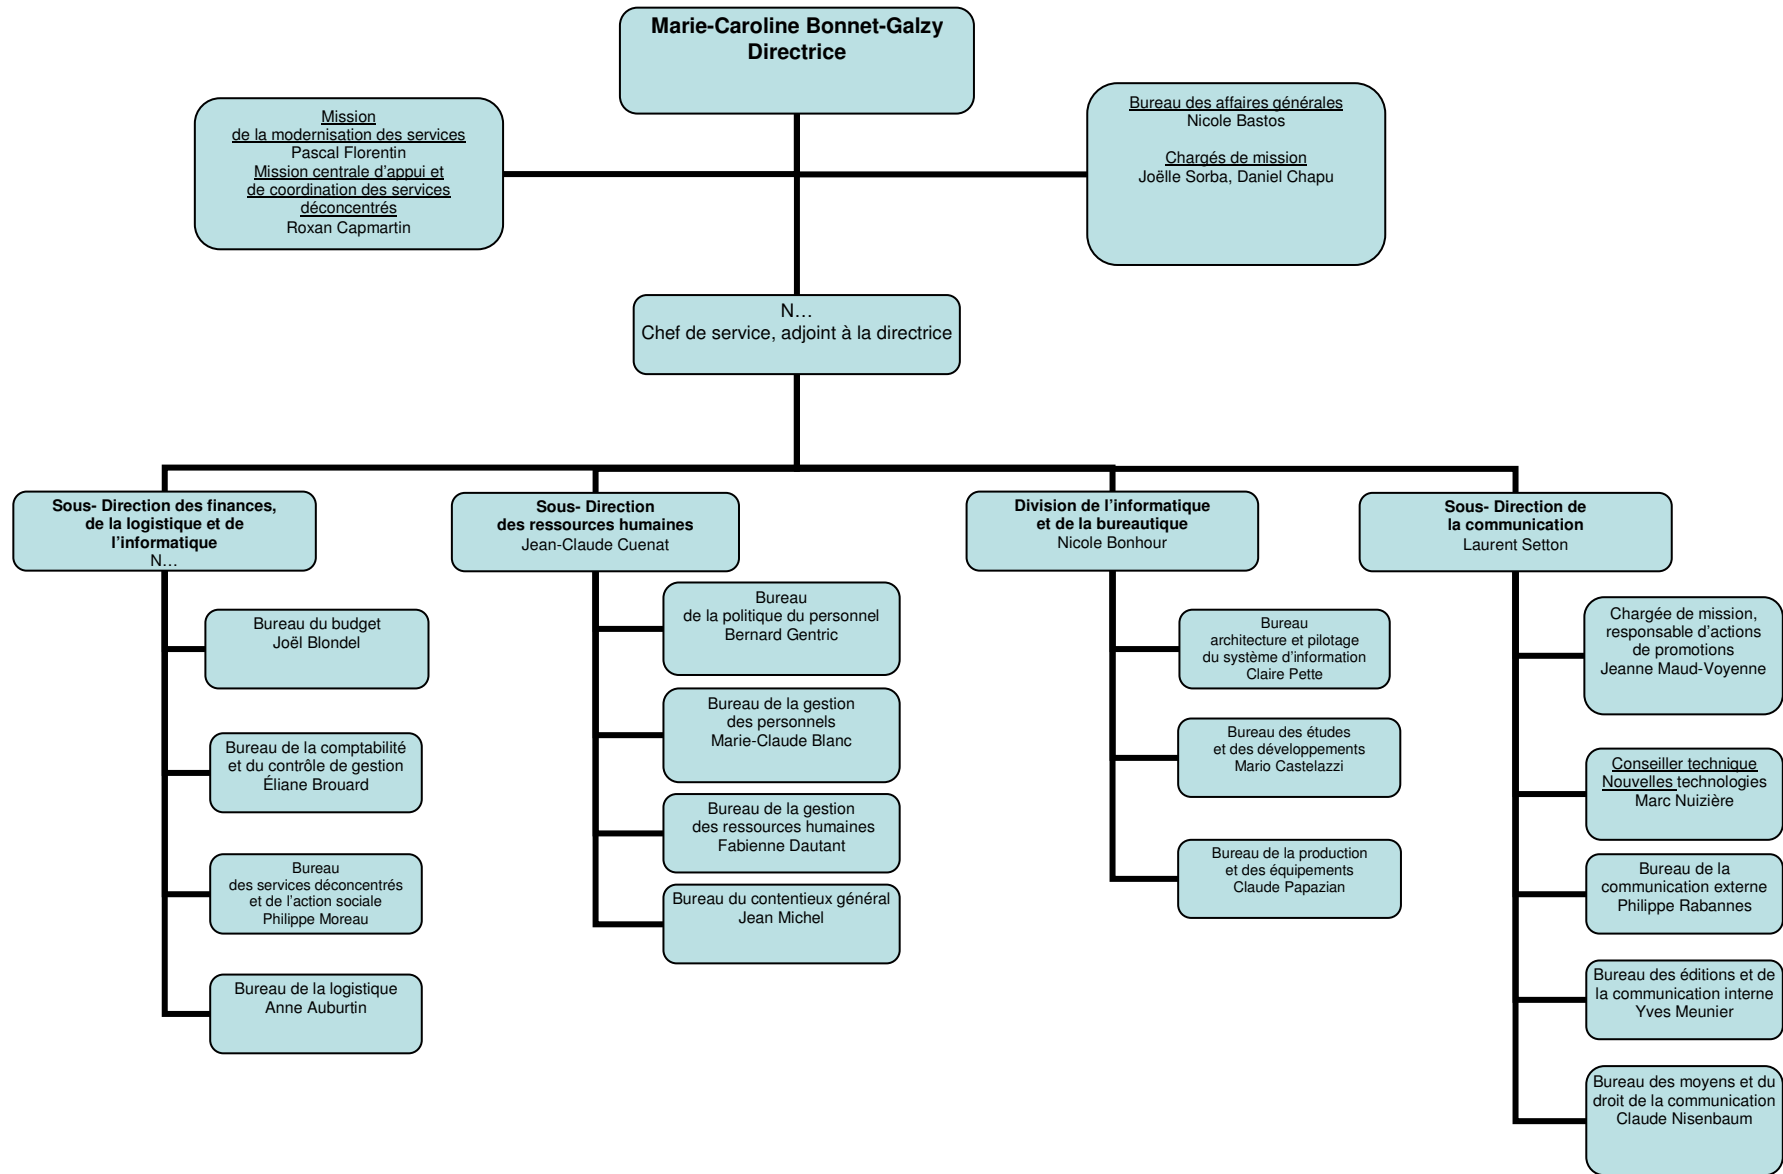 Marie-Caroline Bonnet-Galzy
Directrice
Mission
de la modernisation des services
Pascal Florentin
Mission centrale d'appui et
de coordination des services
déconcentrés
Roxan Capmartin
Bureau des affaires générales
Nicole Bastos
Chargés de mission
Joëlle Sorba, Daniel Chapu
N…
Chef de service, adjoint à la directrice
Sous- Direction des finances,
de la logistique et de
l'informatique
N…
Bureau du budget
Joël Blondel
Bureau de la comptabilité
et du contrôle de gestion
Éliane Brouard
Bureau
des services déconcentrés
et de l'action sociale
Philippe Moreau
Bureau de la logistique
Anne Auburtin
Sous- Direction
des ressources humaines
Jean-Claude Cuenat
Bureau
de la politique du personnel
Bernard Gentric
Bureau de la gestion
des personnels
Marie-Claude Blanc
Bureau de la gestion
des ressources humaines
Fabienne Dautant
Bureau du contentieux général
Jean Michel
Division de l'informatique
et de la bureautique
Nicole Bonhour
Bureau
architecture et pilotage
du système d'information
Claire Pette
Bureau des études
et des développements
Mario Castelazzi
Bureau de la production
et des équipements
Claude Papazian
Sous- Direction de
la communication
Laurent Setton
Chargée de mission,
responsable d'actions
de promotions
Jeanne Maud-Voyenne
Conseiller technique
Nouvelles technologies
Marc Nuizière
Bureau de la
communication externe
Philippe Rabannes
Bureau des éditions et de
la communication interne
Yves Meunier
Bureau des moyens et du
droit de la communication
Claude Nisenbaum